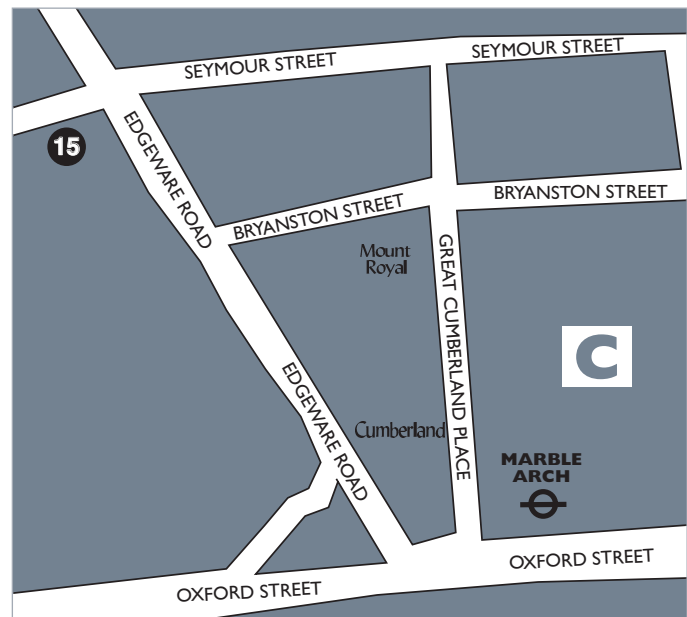 SEYMOUR STREET
SEYMOUR STREET
15
EDGEWARE ROAD
BRYANSTON STREET
BRYANSTON STREET
Mount
Royal
GREAT CUMBERLAND PLACE
C
EDGEWARE ROAD
Cumberland
MARBLE
ARCH
OXFORD STREET
OXFORD STREET